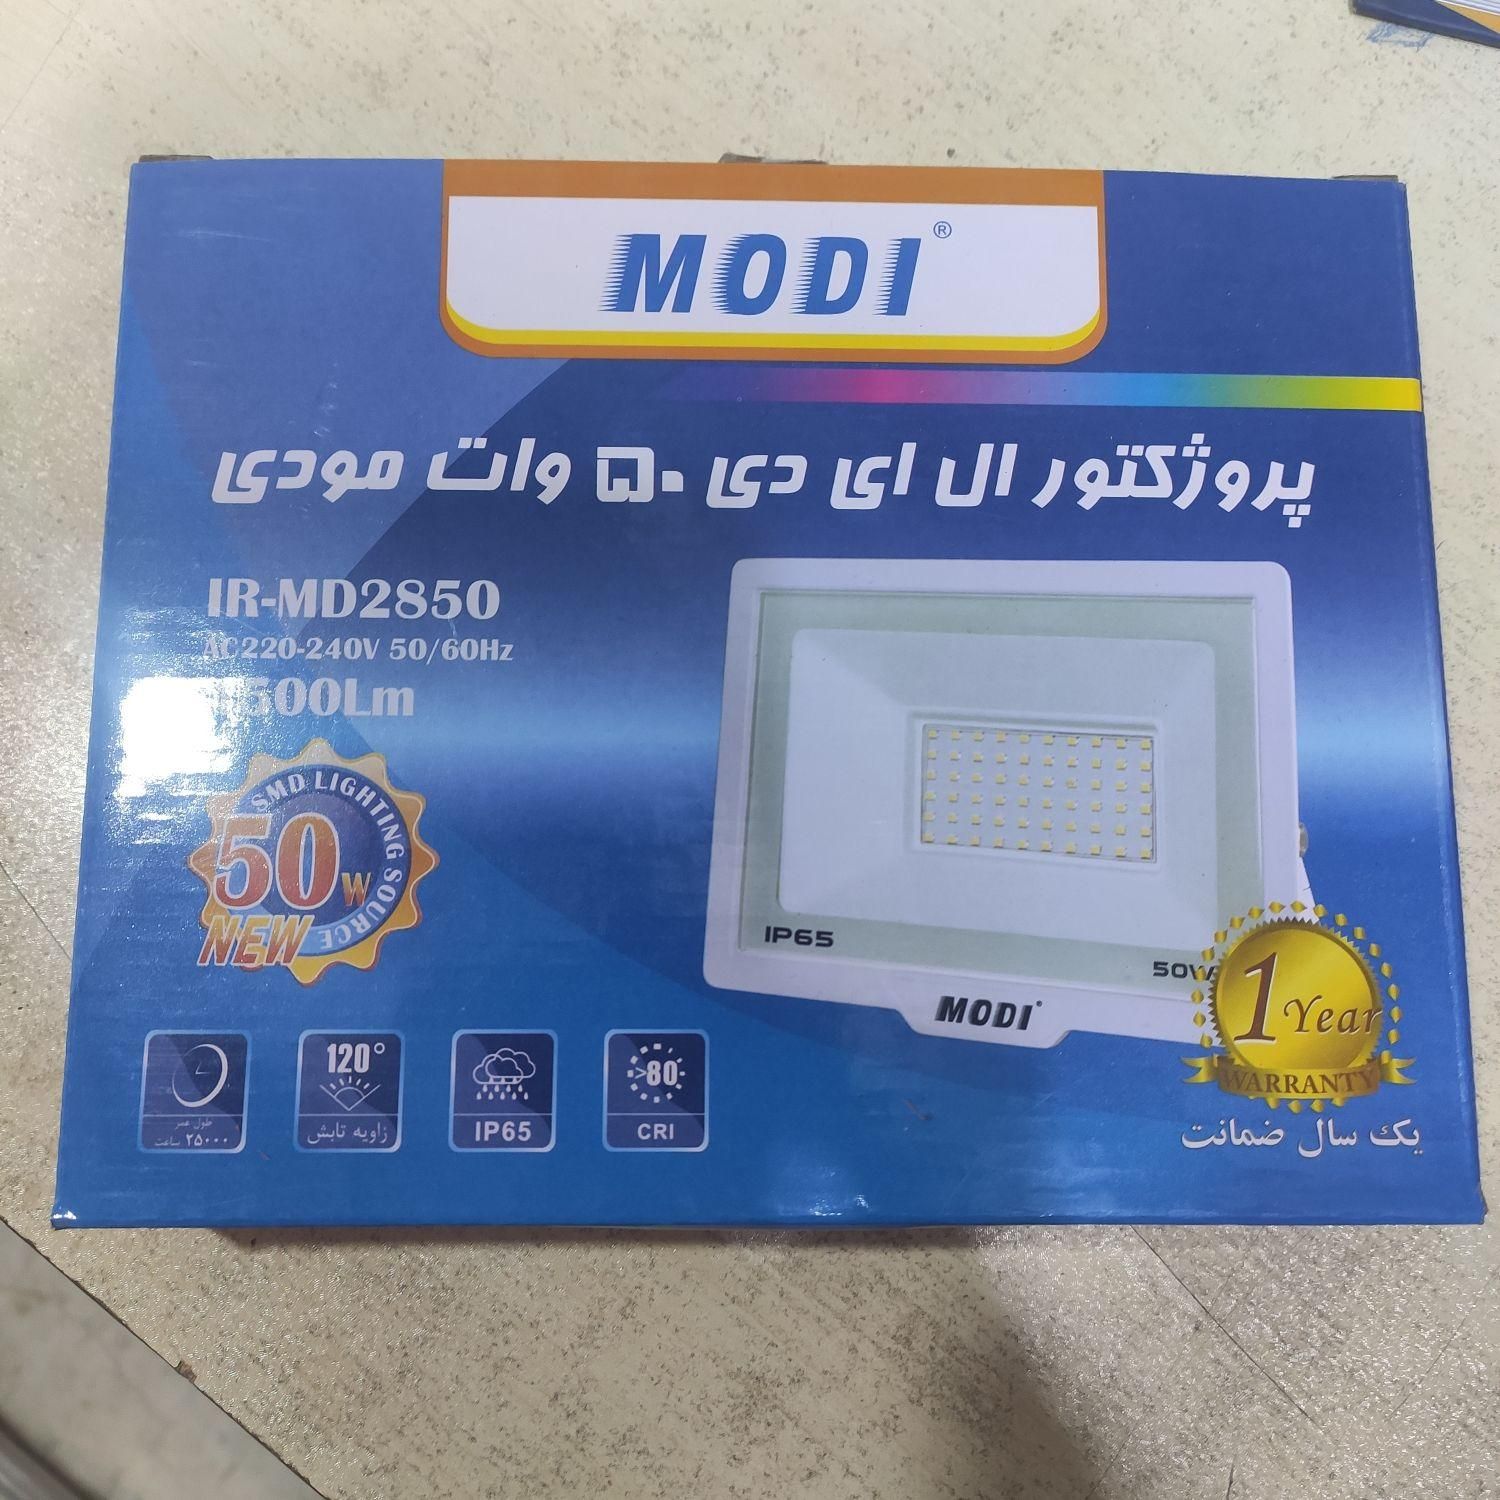 MODI®
پروژکتور ال ای دی ۵۰ وات مودی
IR-MD2850
AC220-240V 50/60Hz
SMD LIGHTING SOURCE
50W
NEW
IP65
MODI
1 Year
WARRANTY
یک سال ضمانت
طول عمر
۲۵۰۰۰ ساعت
120°
زاویه تابش
IP65
>80
CRI